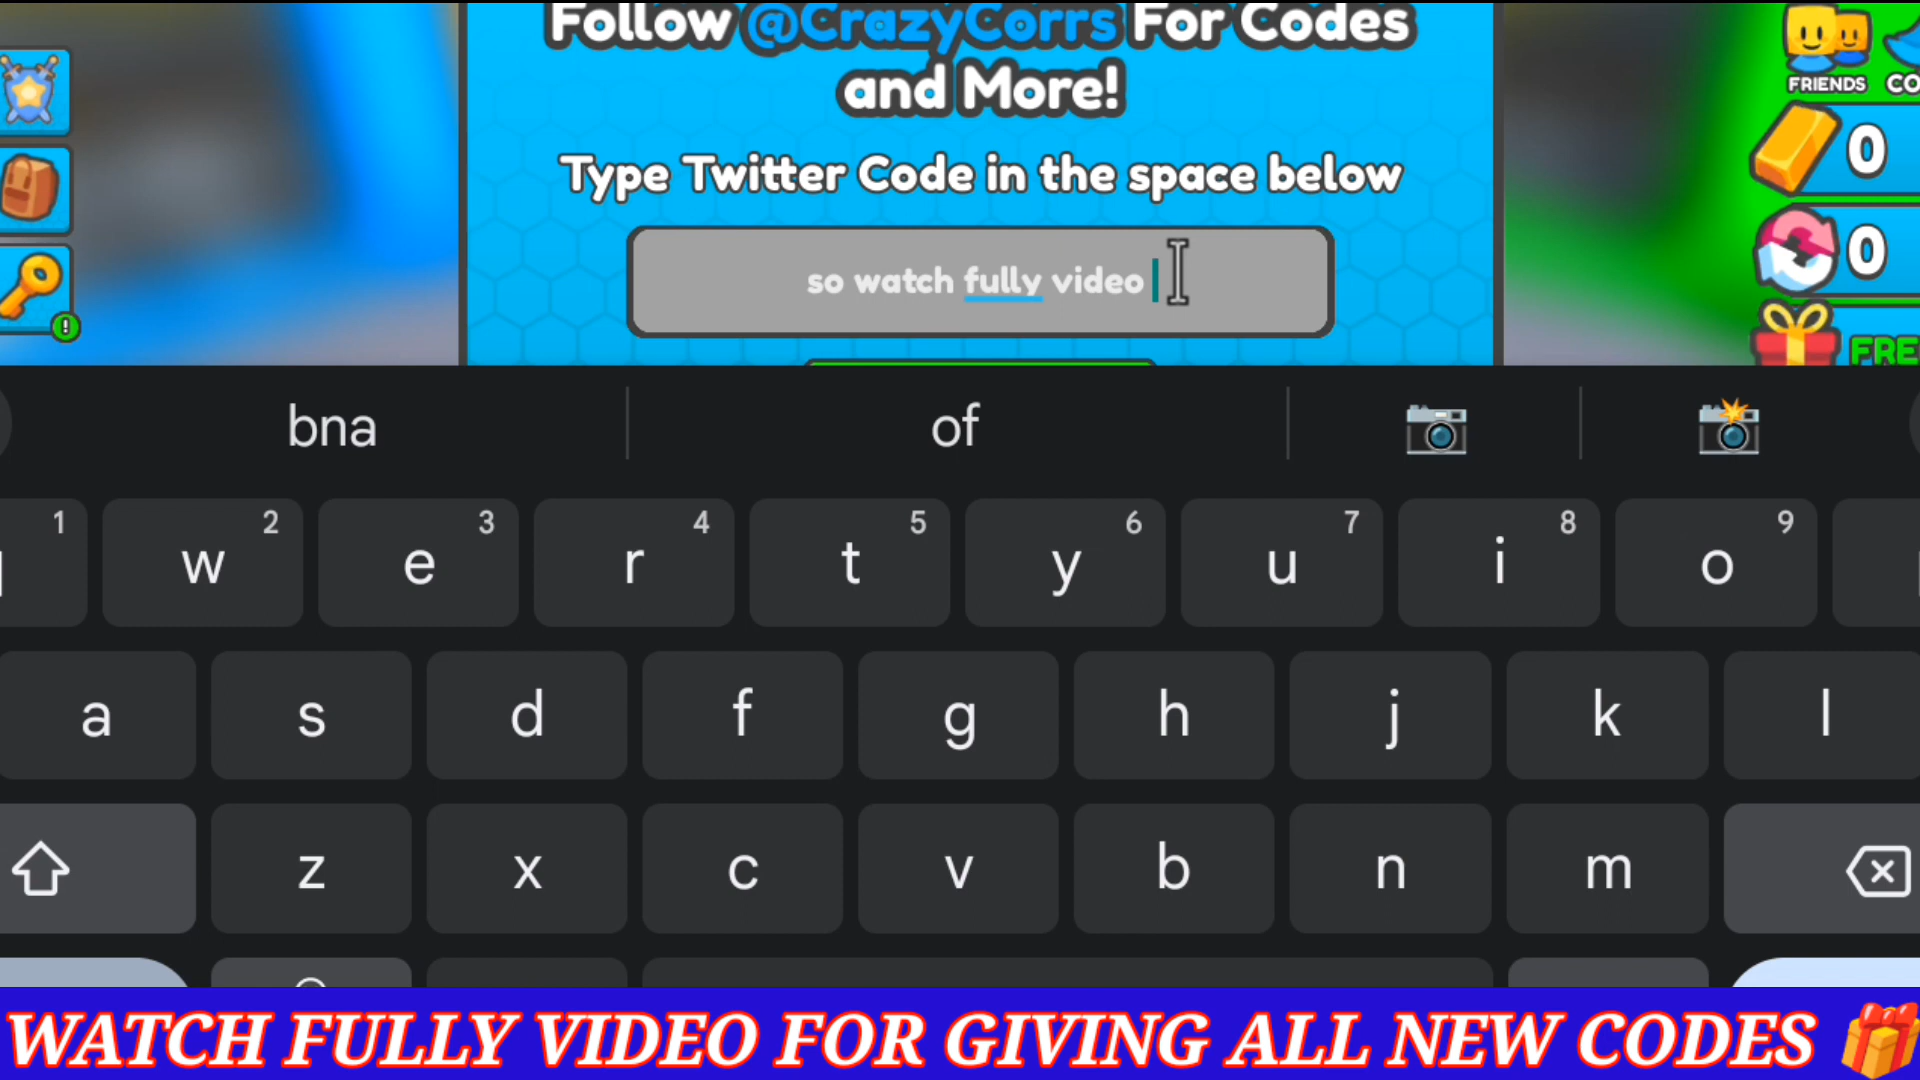 Follow @CrazyCorrs For Codes
and More!
FRIENDS
0
Type Twitter Code in the space below
0
so watch fully video
!
bna of
1 2 3 4 5 6 7 8 9
w e r t y u i o
a s d f g h j k l
z x c v b n m
WATCH FULLY VIDEO FOR GIVING ALL NEW CODES